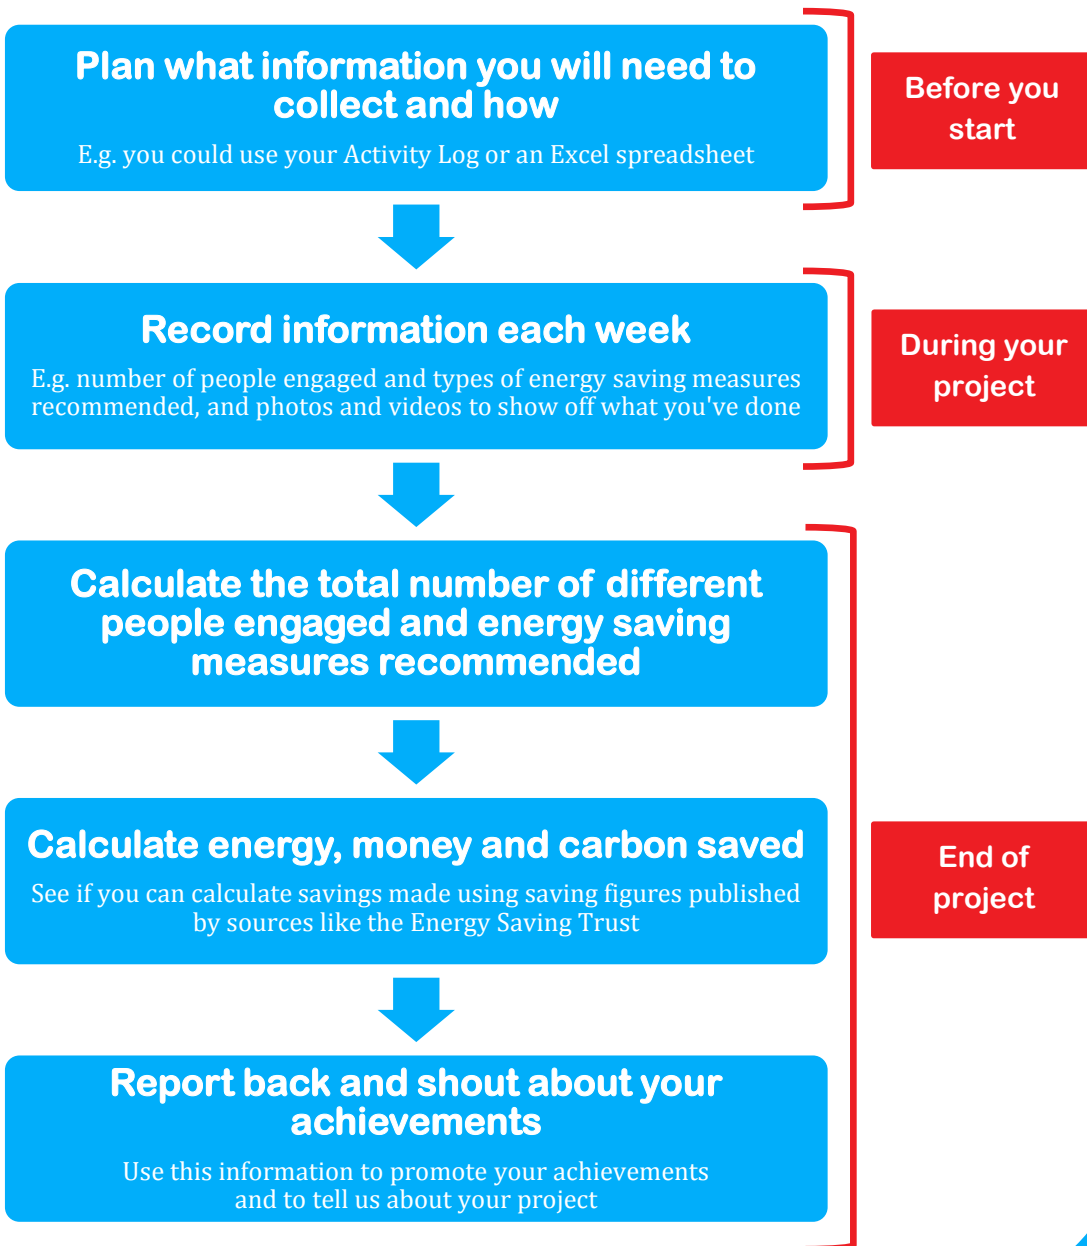 Plan what information you will need to
collect and how
E.g. you could use your Activity Log or an Excel spreadsheet
Before you
start
Record information each week
E.g. number of people engaged and types of energy saving measures
recommended, and photos and videos to show off what you've done
During your
project
Calculate the total number of different
people engaged and energy saving
measures recommended
Calculate energy, money and carbon saved
See if you can calculate savings made using saving figures published
by sources like the Energy Saving Trust
End of
project
Report back and shout about your
achievements
Use this information to promote your achievements
and to tell us about your project